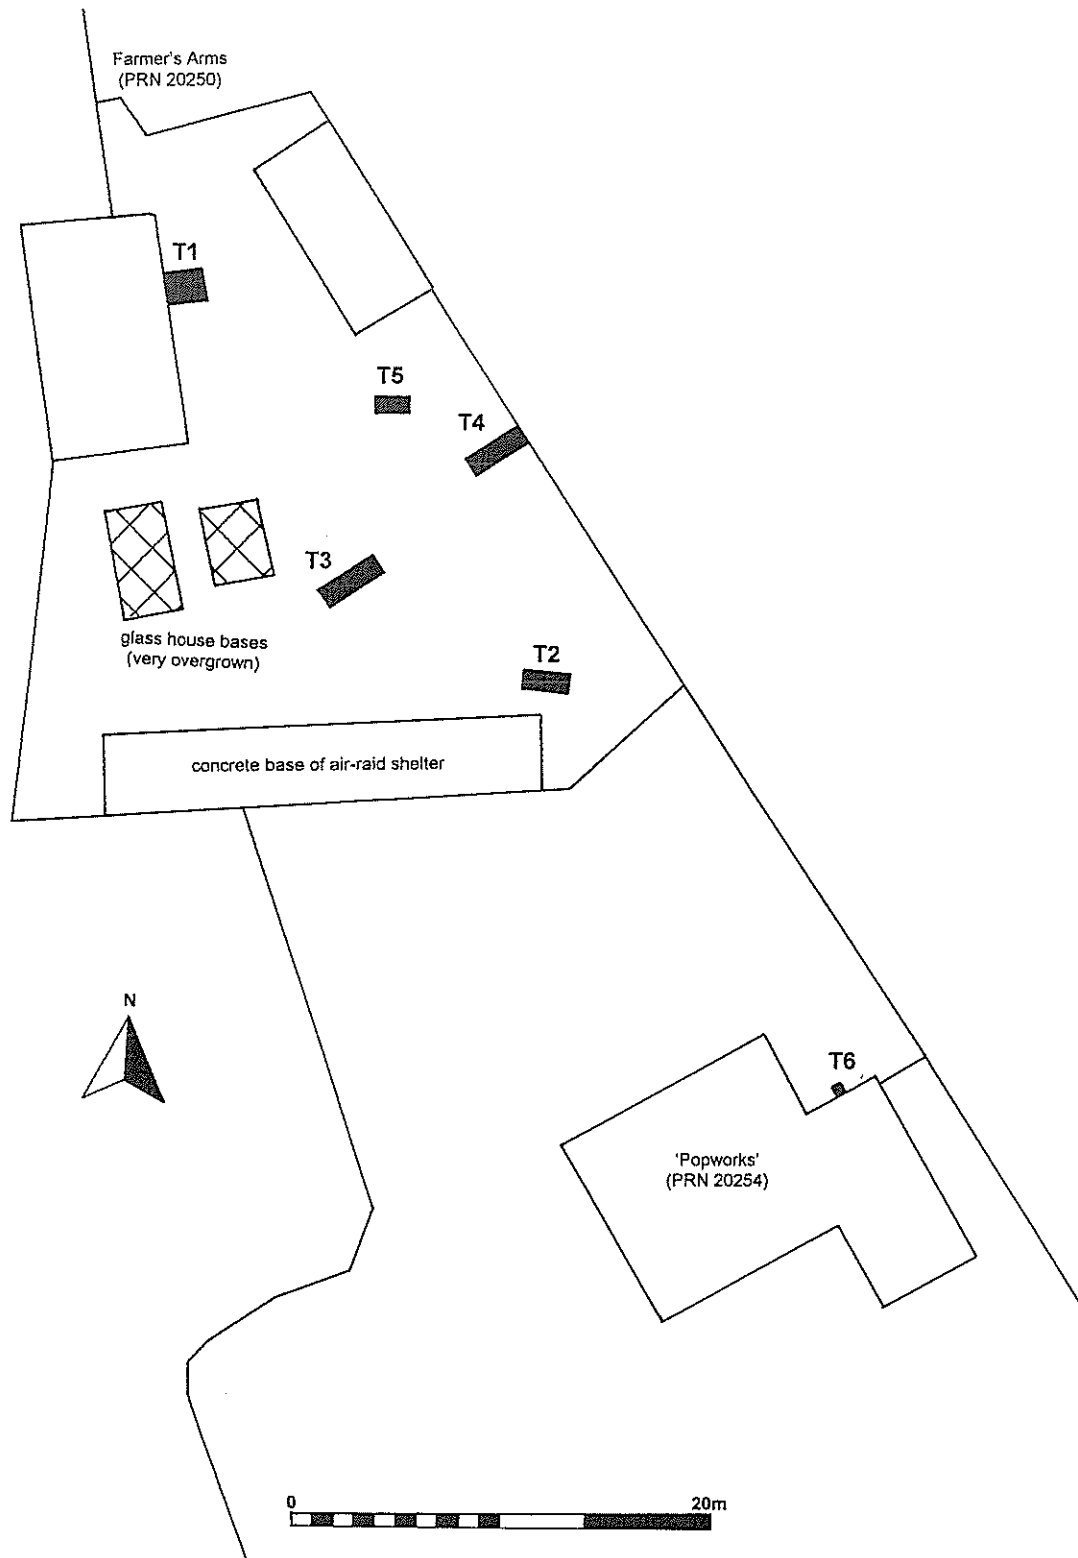 Farmer's Arms
(PRN 20250)
T1
T5
T4
T3
glass house bases
(very overgrown)
T2
concrete base of air-raid shelter
N
T6
'Popworks'
(PRN 20254)
0
20m